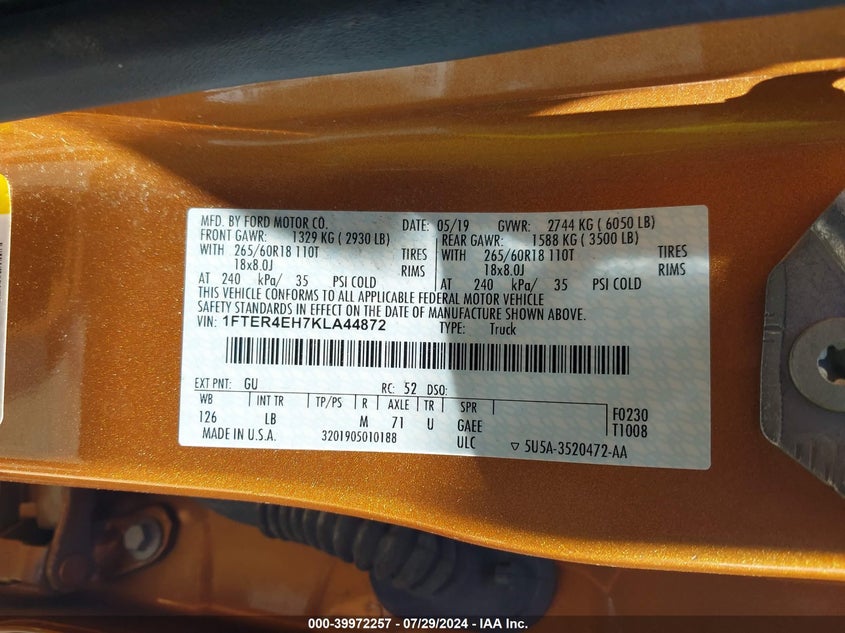 MFD. BY FORD MOTOR CO. DATE: 05/19 GVWR: 2744 KG ( 6050 LB)
FRONT GAWR: 1329 KG ( 2930 LB) REAR GAWR: 1588 KG ( 3500 LB)
WITH 265/60R18 110T TIRES WITH 265/60R18 110T TIRES
18x8.0J RIMS 18x8.0J RIMS
AT 240 kPa/ 35 PSI COLD AT 240 kPa/ 35 PSI COLD
THIS VEHICLE CONFORMS TO ALL APPLICABLE FEDERAL MOTOR VEHICLE
SAFETY STANDARDS IN EFFECT ON THE DATE OF MANUFACTURE SHOWN ABOVE.
VIN: 1FTER4EH7KLA44872 TYPE: Truck
EXT PNT: GU RC: 52 DSO:
WB INT TR TP/PS R AXLE TR SPR
126 LB M 71 U GAEE
F0230
T1008
MADE IN U.S.A. 3201905010188 ULC ▽ 5U5A-3520472-AA
000-39972257 - 07/29/2024 - IAA Inc.